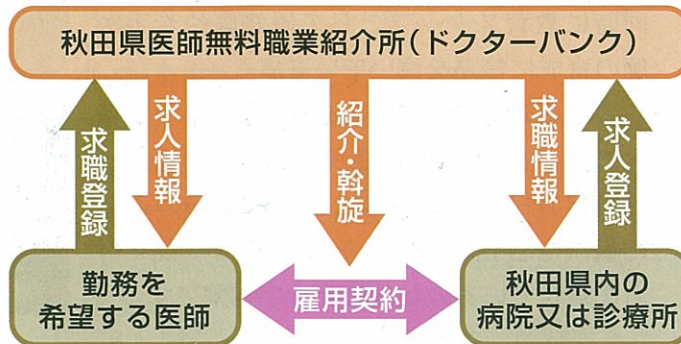 秋田県医師無料職業紹介所(ドクターバンク)
求職登録
求人情報
紹介・斡旋
求職情報
求人登録
勤務を
希望する医師
雇用契約
秋田県内の
病院又は診療所